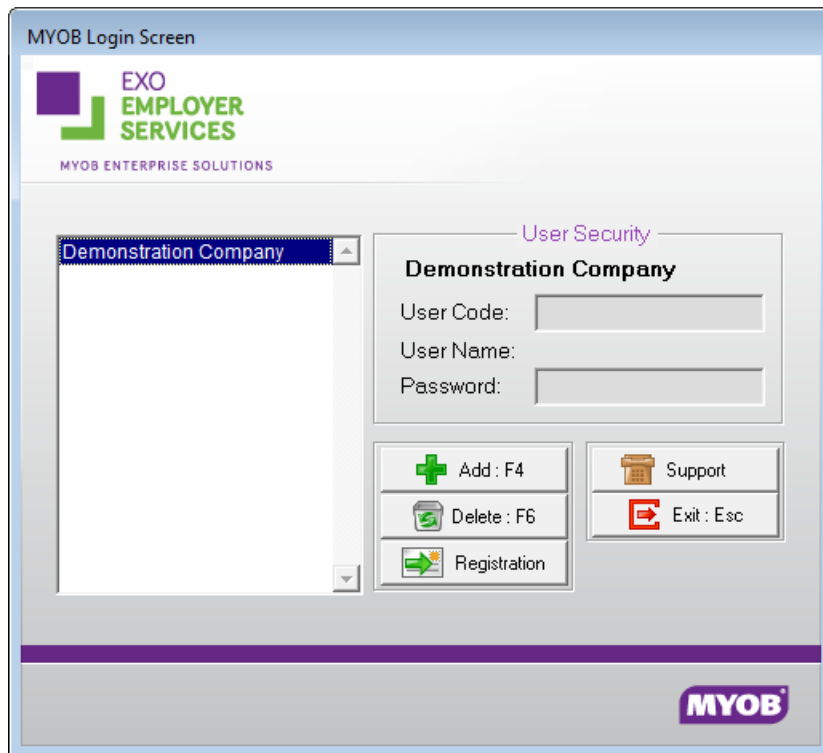 MYOB Login Screen
EXO
EMPLOYER
SERVICES
MYOB ENTERPRISE SOLUTIONS
Demonstration Company
User Security
Demonstration Company
User Code:
User Name:
Password:
Add : F4
Delete : F6
Registration
Support
Exit : Esc
MYOB